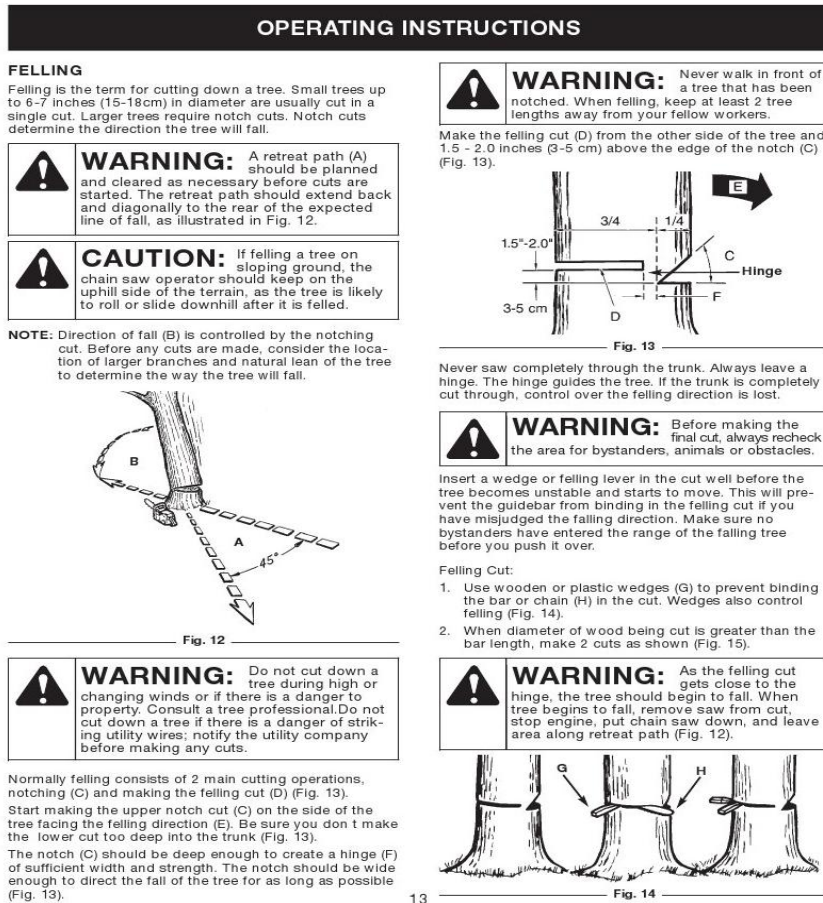 OPERATING INSTRUCTIONS
FELLING
Felling is the term for cutting down a tree. Small trees up
to 6-7 inches (15-18cm) in diameter are usually cut in a
single cut. Larger trees require notch cuts. Notch cuts
determine the direction the tree will fall.
WARNING: A retreat path (A)
should be planned
and cleared as necessary before cuts are
started. The retreat path should extend back
and diagonally to the rear of the expected
line of fall, as illustrated in Fig. 12.
CAUTION: If felling a tree on
sloping ground, the
chain saw operator should keep on the
uphill side of the terrain, as the tree is likely
to roll or slide downhill after it is felled.
NOTE: Direction of fall (B) is controlled by the notching
cut. Before any cuts are made, consider the loca-
tion of larger branches and natural lean of the tree
to determine the way the tree will fall.
B
A
45°
Fig. 12
WARNING: Do not cut down a
tree during high or
changing winds or if there is a danger to
property. Consult a tree professional.Do not
cut down a tree if there is a danger of strik-
ing utility wires; notify the utility company
before making any cuts.
Normally felling consists of 2 main cutting operations,
notching (C) and making the felling cut (D) (Fig. 13).
Start making the upper notch cut (C) on the side of the
tree facing the felling direction (E). Be sure you don t make
the lower cut too deep into the trunk (Fig. 13).
The notch (C) should be deep enough to create a hinge (F)
of sufficient width and strength. The notch should be wide
enough to direct the fall of the tree for as long as possible
(Fig. 13).
WARNING: Never walk in front of
a tree that has been
notched. When felling, keep at least 2 tree
lengths away from your fellow workers.
Make the felling cut (D) from the other side of the tree and
1.5 - 2.0 inches (3-5 cm) above the edge of the notch (C)
(Fig. 13).
E
3/4 1/4
1.5"-2.0"
C
Hinge
F
3-5 cm
D
Fig. 13
Never saw completely through the trunk. Always leave a
hinge. The hinge guides the tree. If the trunk is completely
cut through, control over the felling direction is lost.
WARNING: Before making the
final cut, always recheck
the area for bystanders, animals or obstacles.
Insert a wedge or felling lever in the cut well before the
tree becomes unstable and starts to move. This will pre-
vent the guidebar from binding in the felling cut if you
have misjudged the falling direction. Make sure no
bystanders have entered the range of the falling tree
before you push it over.
Felling Cut:
1. Use wooden or plastic wedges (G) to prevent binding
the bar or chain (H) in the cut. Wedges also control
felling (Fig. 14).
2. When diameter of wood being cut is greater than the
bar length, make 2 cuts as shown (Fig. 15).
WARNING: As the felling cut
gets close to the
hinge, the tree should begin to fall. When
tree begins to fall, remove saw from cut,
stop engine, put chain saw down, and leave
area along retreat path (Fig. 12).
G
H
Fig. 14
13